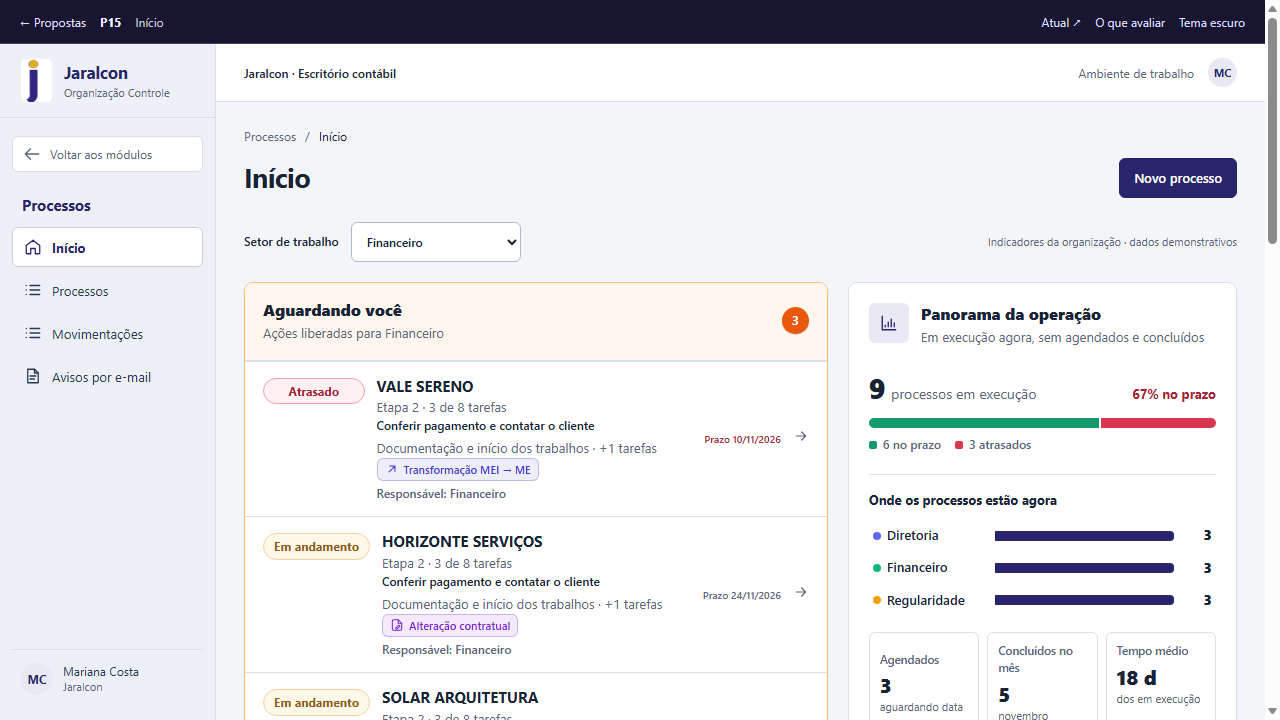 ← Propostas P15 Início Atual ↗ O que avaliar Tema escuro
Jaralcon
Organização Controle
Jaralcon · Escritório contábil
Ambiente de trabalho MC
Voltar aos módulos
Processos
Início
Processos
Movimentações
Avisos por e-mail
MC Mariana Costa
Jaralcon
Processos / Início
Início
Novo processo
Setor de trabalho Financeiro
Indicadores da organização · dados demonstrativos
Aguardando você
Ações liberadas para Financeiro
3
Atrasado
VALE SERENO
Etapa 2 · 3 de 8 tarefas
Conferir pagamento e contatar o cliente
Documentação e início dos trabalhos · +1 tarefas
Transformação MEI → ME
Responsável: Financeiro
Prazo 10/11/2026 →
Em andamento
HORIZONTE SERVIÇOS
Etapa 2 · 3 de 8 tarefas
Conferir pagamento e contatar o cliente
Documentação e início dos trabalhos · +1 tarefas
Alteração contratual
Responsável: Financeiro
Prazo 24/11/2026 →
Em andamento
SOLAR ARQUITETURA
Etapa 2 · 3 de 8 tarefas
Panorama da operação
Em execução agora, sem agendados e concluídos
9 processos em execução 67% no prazo
6 no prazo 3 atrasados
Onde os processos estão agora
Diretoria 3
Financeiro 3
Regularidade 3
Agendados
3
aguardando data
Concluídos no
mês
5
novembro
Tempo médio
18 d
dos em execução